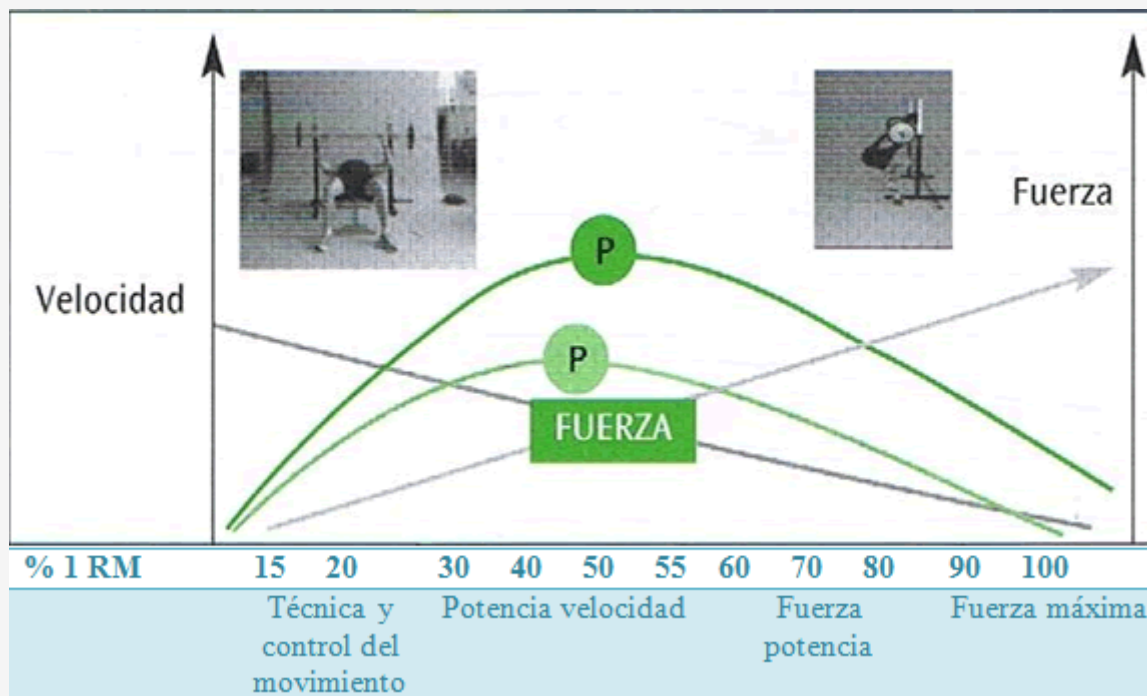 Fuerza
Velocidad
P
P
FUERZA
% 1 RM 15 20 30 40 50 55 60 70 80 90 100
Técnica y Potencia velocidad Fuerza Fuerza máxima
control del potencia
movimiento